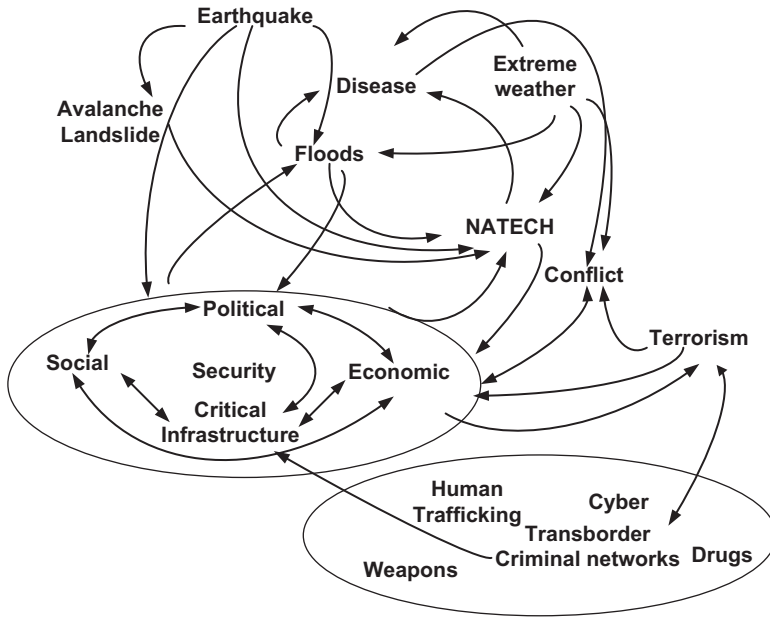 Earthquake
Extreme
weather
Disease
Avalanche
Landslide
Floods
NATECH
Conflict
Political
Terrorism
Social
Security
Economic
Critical
Infrastructure
Human
Trafficking
Cyber
Transborder
Criminal networks
Drugs
Weapons